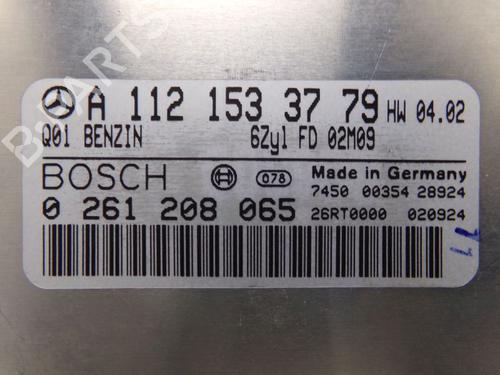 A 112 153 37 79 HW 04.02
Q01 BENZIN 6Zyl FD 02M09
BOSCH 078 Made in Germany
7450 00354 28924
0 261 208 065 26RT0000 020924
B-PARTS